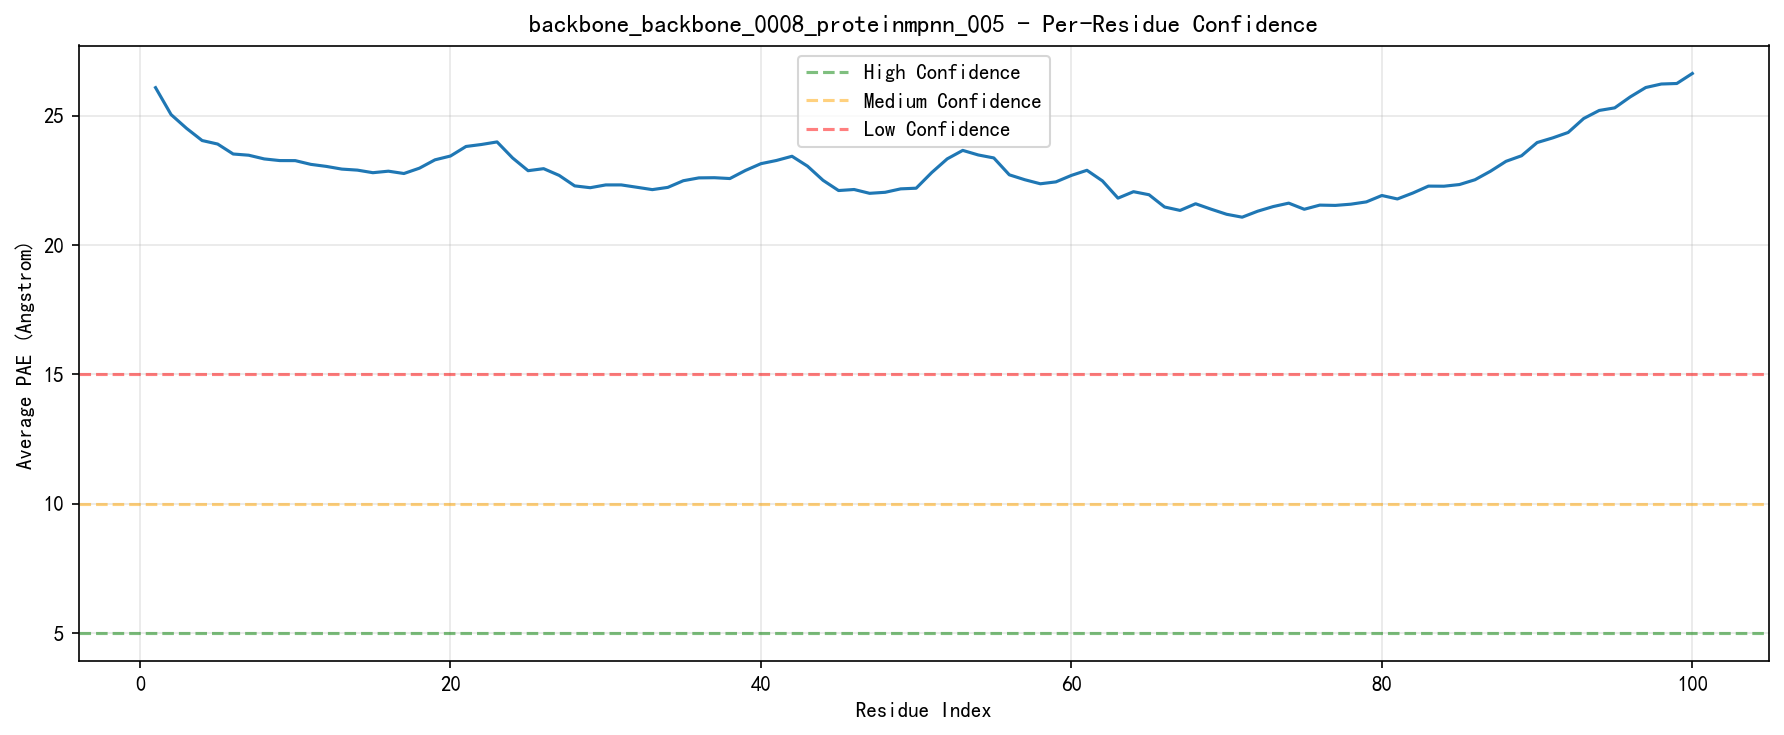 backbone_backbone_0008_proteinmpnn_005 - Per-Residue Confidence
High Confidence
Medium Confidence
Low Confidence
Average PAE (Angstrom)
25
20
15
10
5
0
20
40
60
80
100
Residue Index